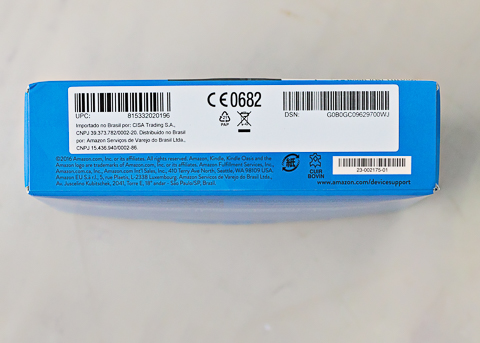 UPC: 815332020196
Importado no Brasil por: CISA Trading S.A.,
CNPJ 39.373.782/0002-20. Distribuido no Brasil
por: Amazon Serviços de Varejo do Brasil Ltda.,
CNPJ 15.436.940/0002-86
CE0682
PAP
DSN: G0B0GC09629700WJ
©2016 Amazon.com, Inc. or its affiliates. All rights reserved. Amazon, Kindle, Kindle Cisco and the
Amazon logo are trademarks of Amazon.com, Inc. or its affiliates. Amazon Fulfillment Services, Inc.,
Amazon.com, Inc., Amazon.com Int'l Sales, Inc., 410 Terry Ave North, Seattle, WA 98109 USA.
Amazon EU S.à r.l., 5, rue Plaetis, L-2338 Luxembourg. Amazon Serviços de Varejo do Brasil Ltda.,
Av. Juscelino Kubitschek, 2041, Torre E, 18° andar - São Paulo/SP, Brasil.
CUIR
BOVIN
23-002175-01
www.amazon.com/devicesupport